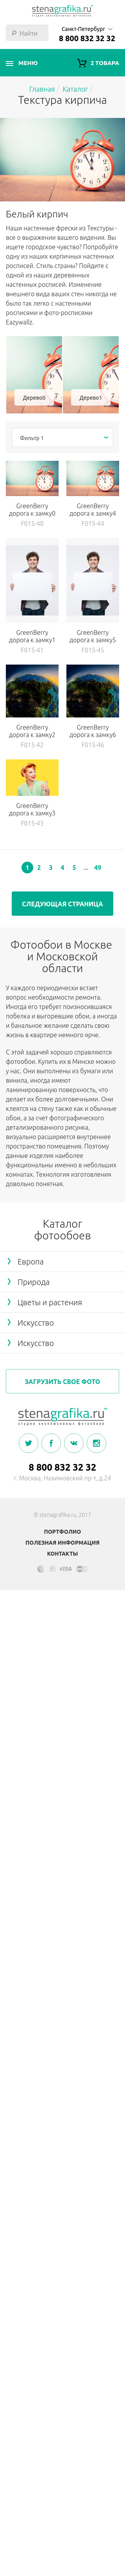 stenagrafika.ru
студия бесшовных фотообоев
Найти
Санкт-Петербург
8 800 832 32 32
МЕНЮ
2 ТОВАРА
Главная / Каталог /
Текстура кирпича
Белый кирпич
Наши настенные фрески из Текстуры -
все о выражении вашего видения. Вы
упорное чудо ищете? Попробуйте
одну из наших кирпичных настенных
росписей. Стиль страны? Пойдите с
одной из наших деревянных
настенных росписей. Изменение
внешнего вида ваших стен никогда не
было так легко с настенными
росписями и фото-росписями
Eazywallz.
Дерево0
Дерево1
Фильтр 1
GreenBerry
дорога к замку0
F015-40
GreenBerry
дорога к замку4
F015-44
GreenBerry
дорога к замку1
F015-41
GreenBerry
дорога к замку5
F015-45
GreenBerry
дорога к замку2
F015-42
GreenBerry
дорога к замку6
F015-46
GreenBerry
дорога к замку3
F015-43
1 2 3 4 5 ... 49
СЛЕДУЮЩАЯ СТРАНИЦА
Фотообои в Москве
и Московской
области
Каждого периодически встает
вопрос необходимости ремонта.
Иногда его требуют поописавшиеся
побелка и выгоревшие обои, а иногда
и банальное желание сделать свою
жизнь в квартире немного ярче.
С этой задачей хорошо справляются
фотообои. Купить их в Минске можно
и у нас. Они выполнены из бумаги или
винила, иногда имеют
ламинированную поверхность, что
делает их более долговечными. Они
клеятся на стену также как и обычные
обои, а за счет фотографического
рисунка, возможно, утрированного,
визуально расширяют внутреннее
пространство помещения. Поэтому
данные изделия наиболее
функциональны именно в небольших
комнатах. Технология изготовления
довольно понятная.
Каталог
фотообоев
Европа
Природа
Цветы и растения
Искусство
Искусство
ЗАГРУЗИТЬ СВОЕ ФОТО
stenagrafika.ru
студия бесшовных фотообоев
8 800 832 32 32
г. Москва, Нахимовский пр-т, д.24
© stenagrafika.ru, 2017
ПОРТФОЛИО
ПОЛЕЗНАЯ ИНФОРМАЦИЯ
КОНТАКТЫ
VISA